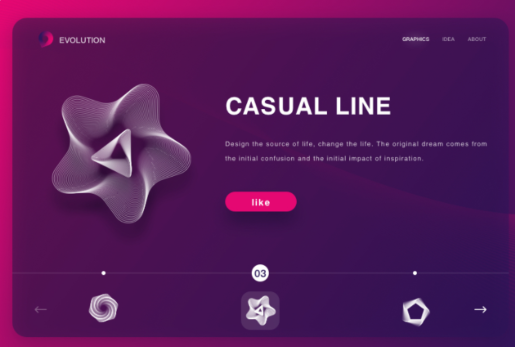 EVOLUTION
GRAPHICS IDEA ABOUT
CASUAL LINE
Design the source of life, change the life. The original dream comes from
the initial confusion and the initial impact of inspiration.
like
03